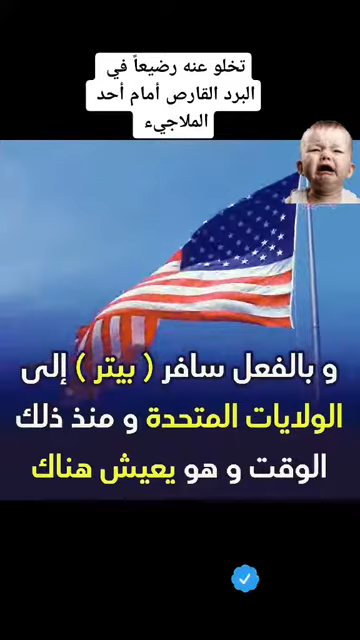 تخلو عنه رضيعاً في
البرد القارص أمام أحد
الملاجيء
و بالفعل سافر ( بيتر ) إلى
الولايات المتحدة و منذ ذلك
الوقت و هو يعيش هناك